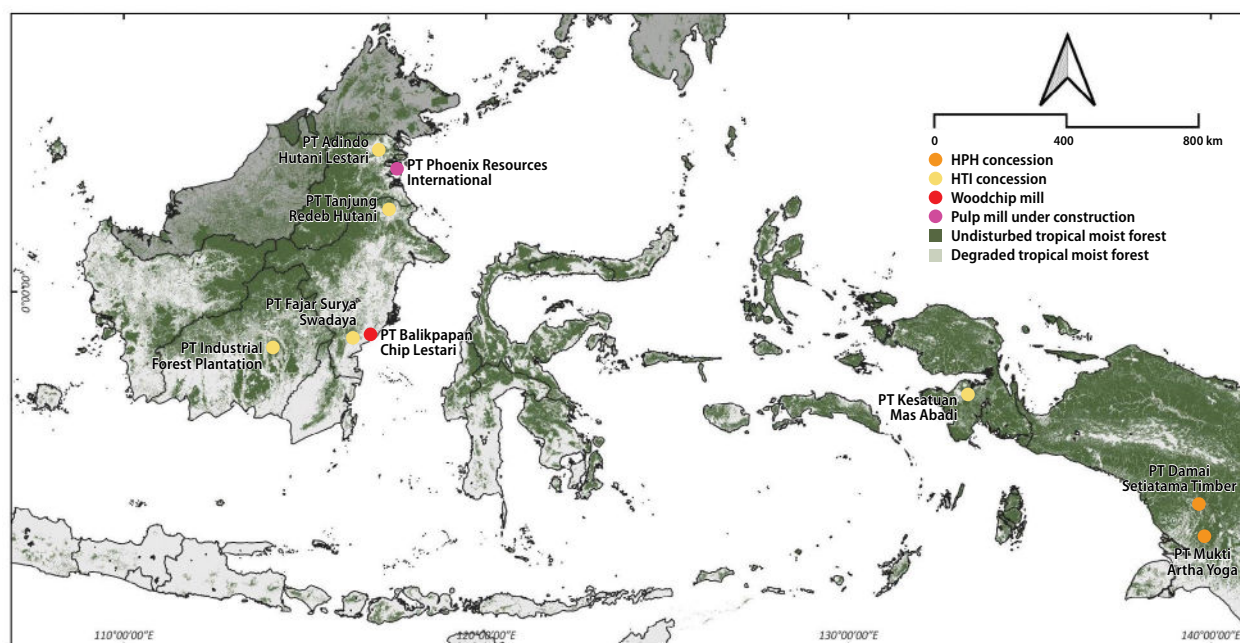 PT Adindo
Hutani Lestari
PT Phoenix Resources
International
PT Tanjung
Redeb Hutani
PT Fajar Surya
Swadaya
PT Balikpapan
Chip Lestari
PT Industrial
Forest Plantation
PT Kesatuan
Mas Abadi
PT Damai
Setiatama Timber
PT Mukti
Artha Yoga
0 400 800 km
HPH concession
HTI concession
Woodchip mill
Pulp mill under construction
Undisturbed tropical moist forest
Degraded tropical moist forest
0°00'00"
110°00'00"E 120°00'00"E 130°00'00"E 140°00'00"E